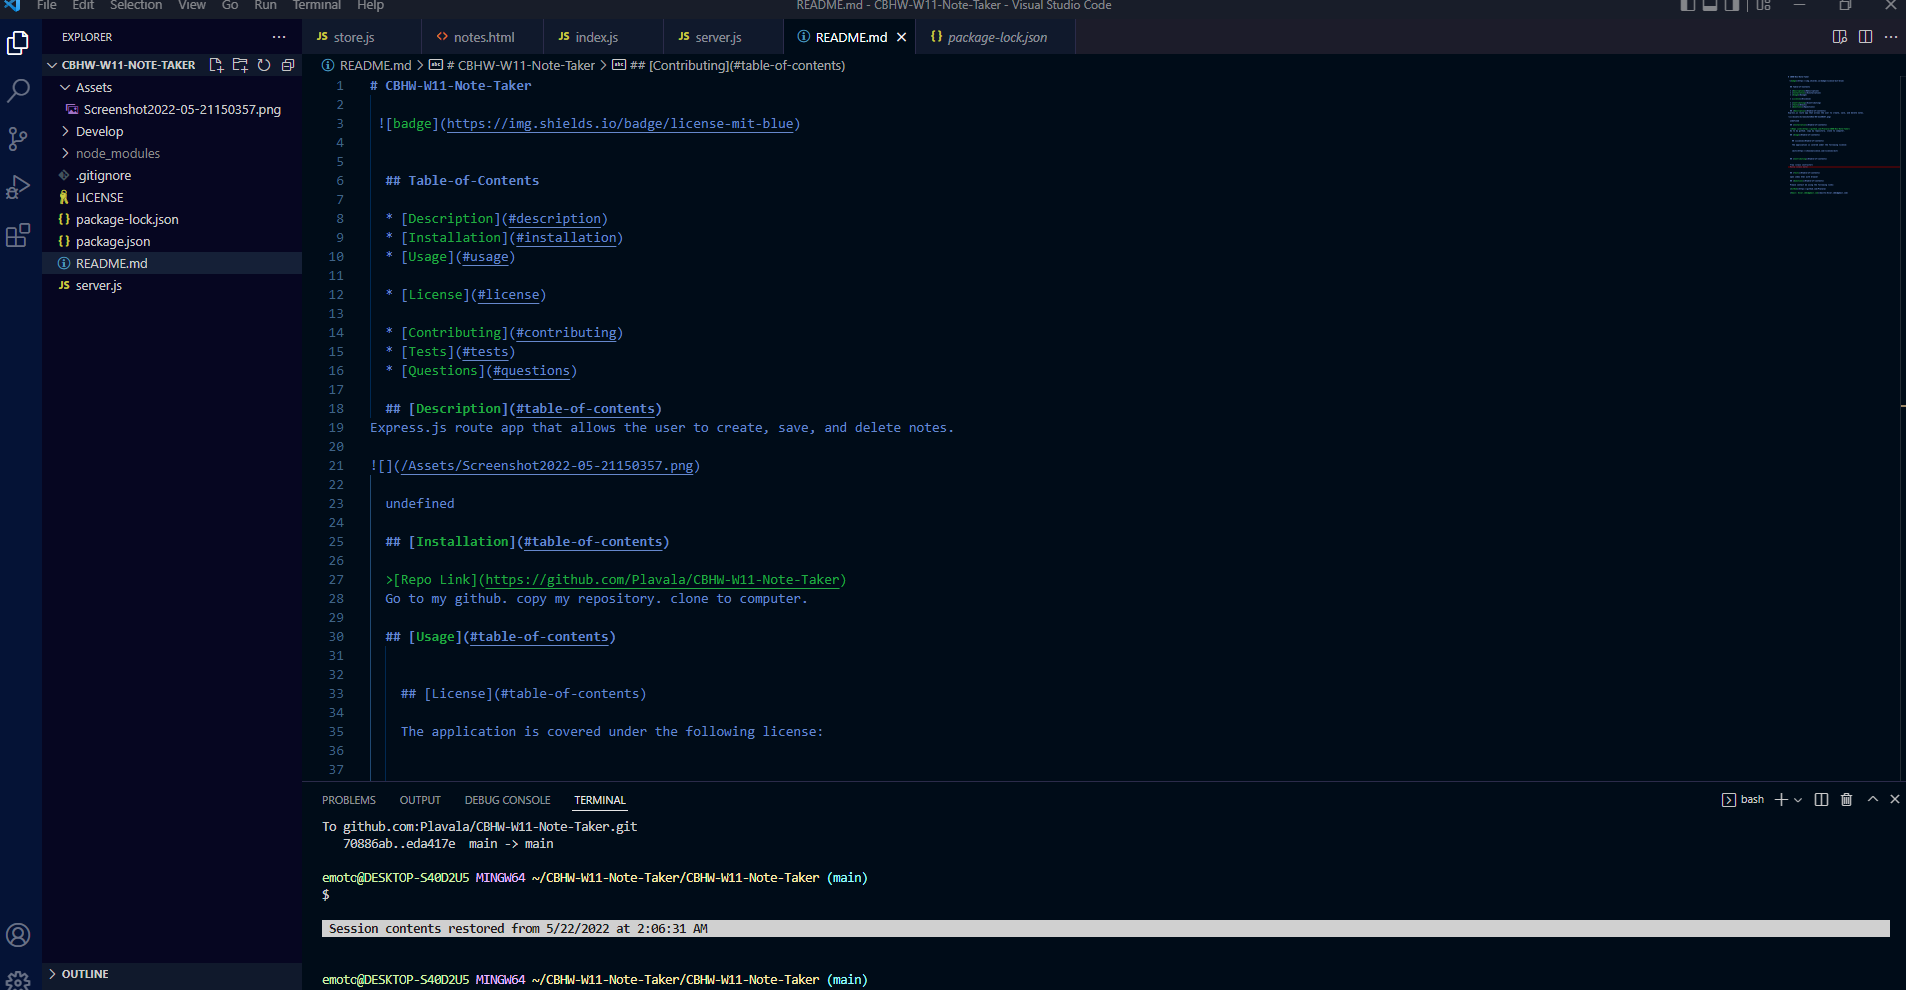 File Edit Selection View Go Run Terminal Help README.md - CBHW-W11-Note-Taker - Visual Studio Code
EXPLORER
store.js notes.html index.js server.js README.md package-lock.json
CBHW-W11-NOTE-TAKER
README.md > # CBHW-W11-Note-Taker > ## [Contributing](#table-of-contents)
Assets
Screenshot2022-05-21150357.png
Develop
node_modules
.gitignore
LICENSE
package-lock.json
package.json
README.md
JS server.js
OUTLINE
1 # CBHW-W11-Note-Taker
2
3 ![badge](https://img.shields.io/badge/license-mit-blue)
4
5
6 ## Table-of-Contents
7
8 * [Description](#description)
9 * [Installation](#installation)
10 * [Usage](#usage)
11
12 * [License](#license)
13
14 * [Contributing](#contributing)
15 * [Tests](#tests)
16 * [Questions](#questions)
17
18 ## [Description](#table-of-contents)
19 Express.js route app that allows the user to create, save, and delete notes.
20
21 ![](/Assets/Screenshot2022-05-21150357.png)
22
23 undefined
24
25 ## [Installation](#table-of-contents)
26
27 >[Repo Link](https://github.com/Plavala/CBHW-W11-Note-Taker)
28 Go to my github. copy my repository. clone to computer.
29
30 ## [Usage](#table-of-contents)
31
32
33 ## [License](#table-of-contents)
34
35 The application is covered under the following license:
36
37
PROBLEMS OUTPUT DEBUG CONSOLE TERMINAL bash
To github.com:Plavala/CBHW-W11-Note-Taker.git
70886ab..eda417e main -> main
emoto@DESKTOP-S40D2U5 MINGW64 ~/CBHW-W11-Note-Taker/CBHW-W11-Note-Taker (main)
$
Session contents restored from 5/22/2022 at 2:06:31 AM
emoto@DESKTOP-S40D2U5 MINGW64 ~/CBHW-W11-Note-Taker/CBHW-W11-Note-Taker (main)